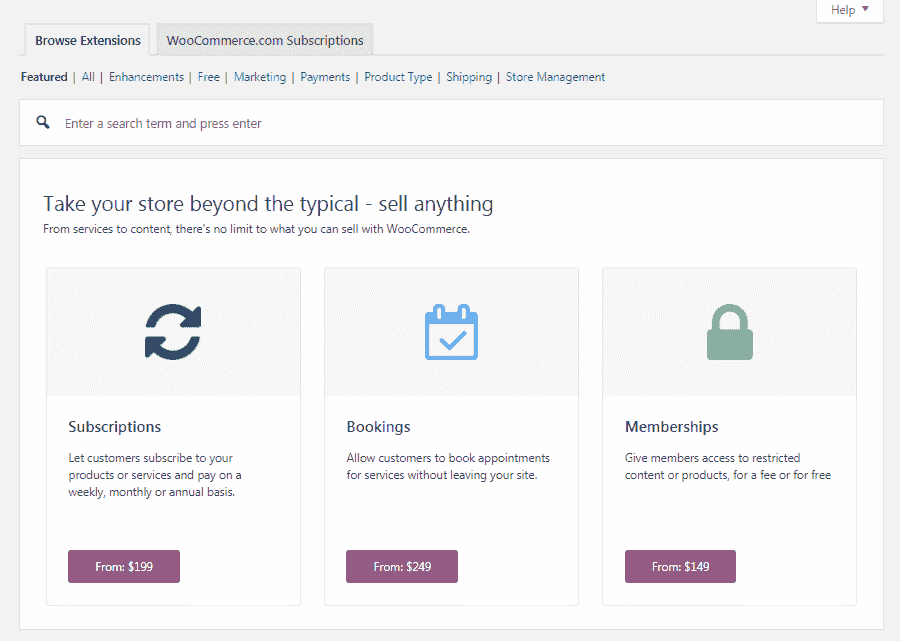 Help
Browse Extensions WooCommerce.com Subscriptions
Featured | All | Enhancements | Free | Marketing | Payments | Product Type | Shipping | Store Management
Enter a search term and press enter
Take your store beyond the typical - sell anything
From services to content, there's no limit to what you can sell with WooCommerce.
Subscriptions
Let customers subscribe to your
products or services and pay on a
weekly, monthly or annual basis.
From: $199
Bookings
Allow customers to book appointments
for services without leaving your site.
From: $249
Memberships
Give members access to restricted
content or products, for a fee or for free
From: $149